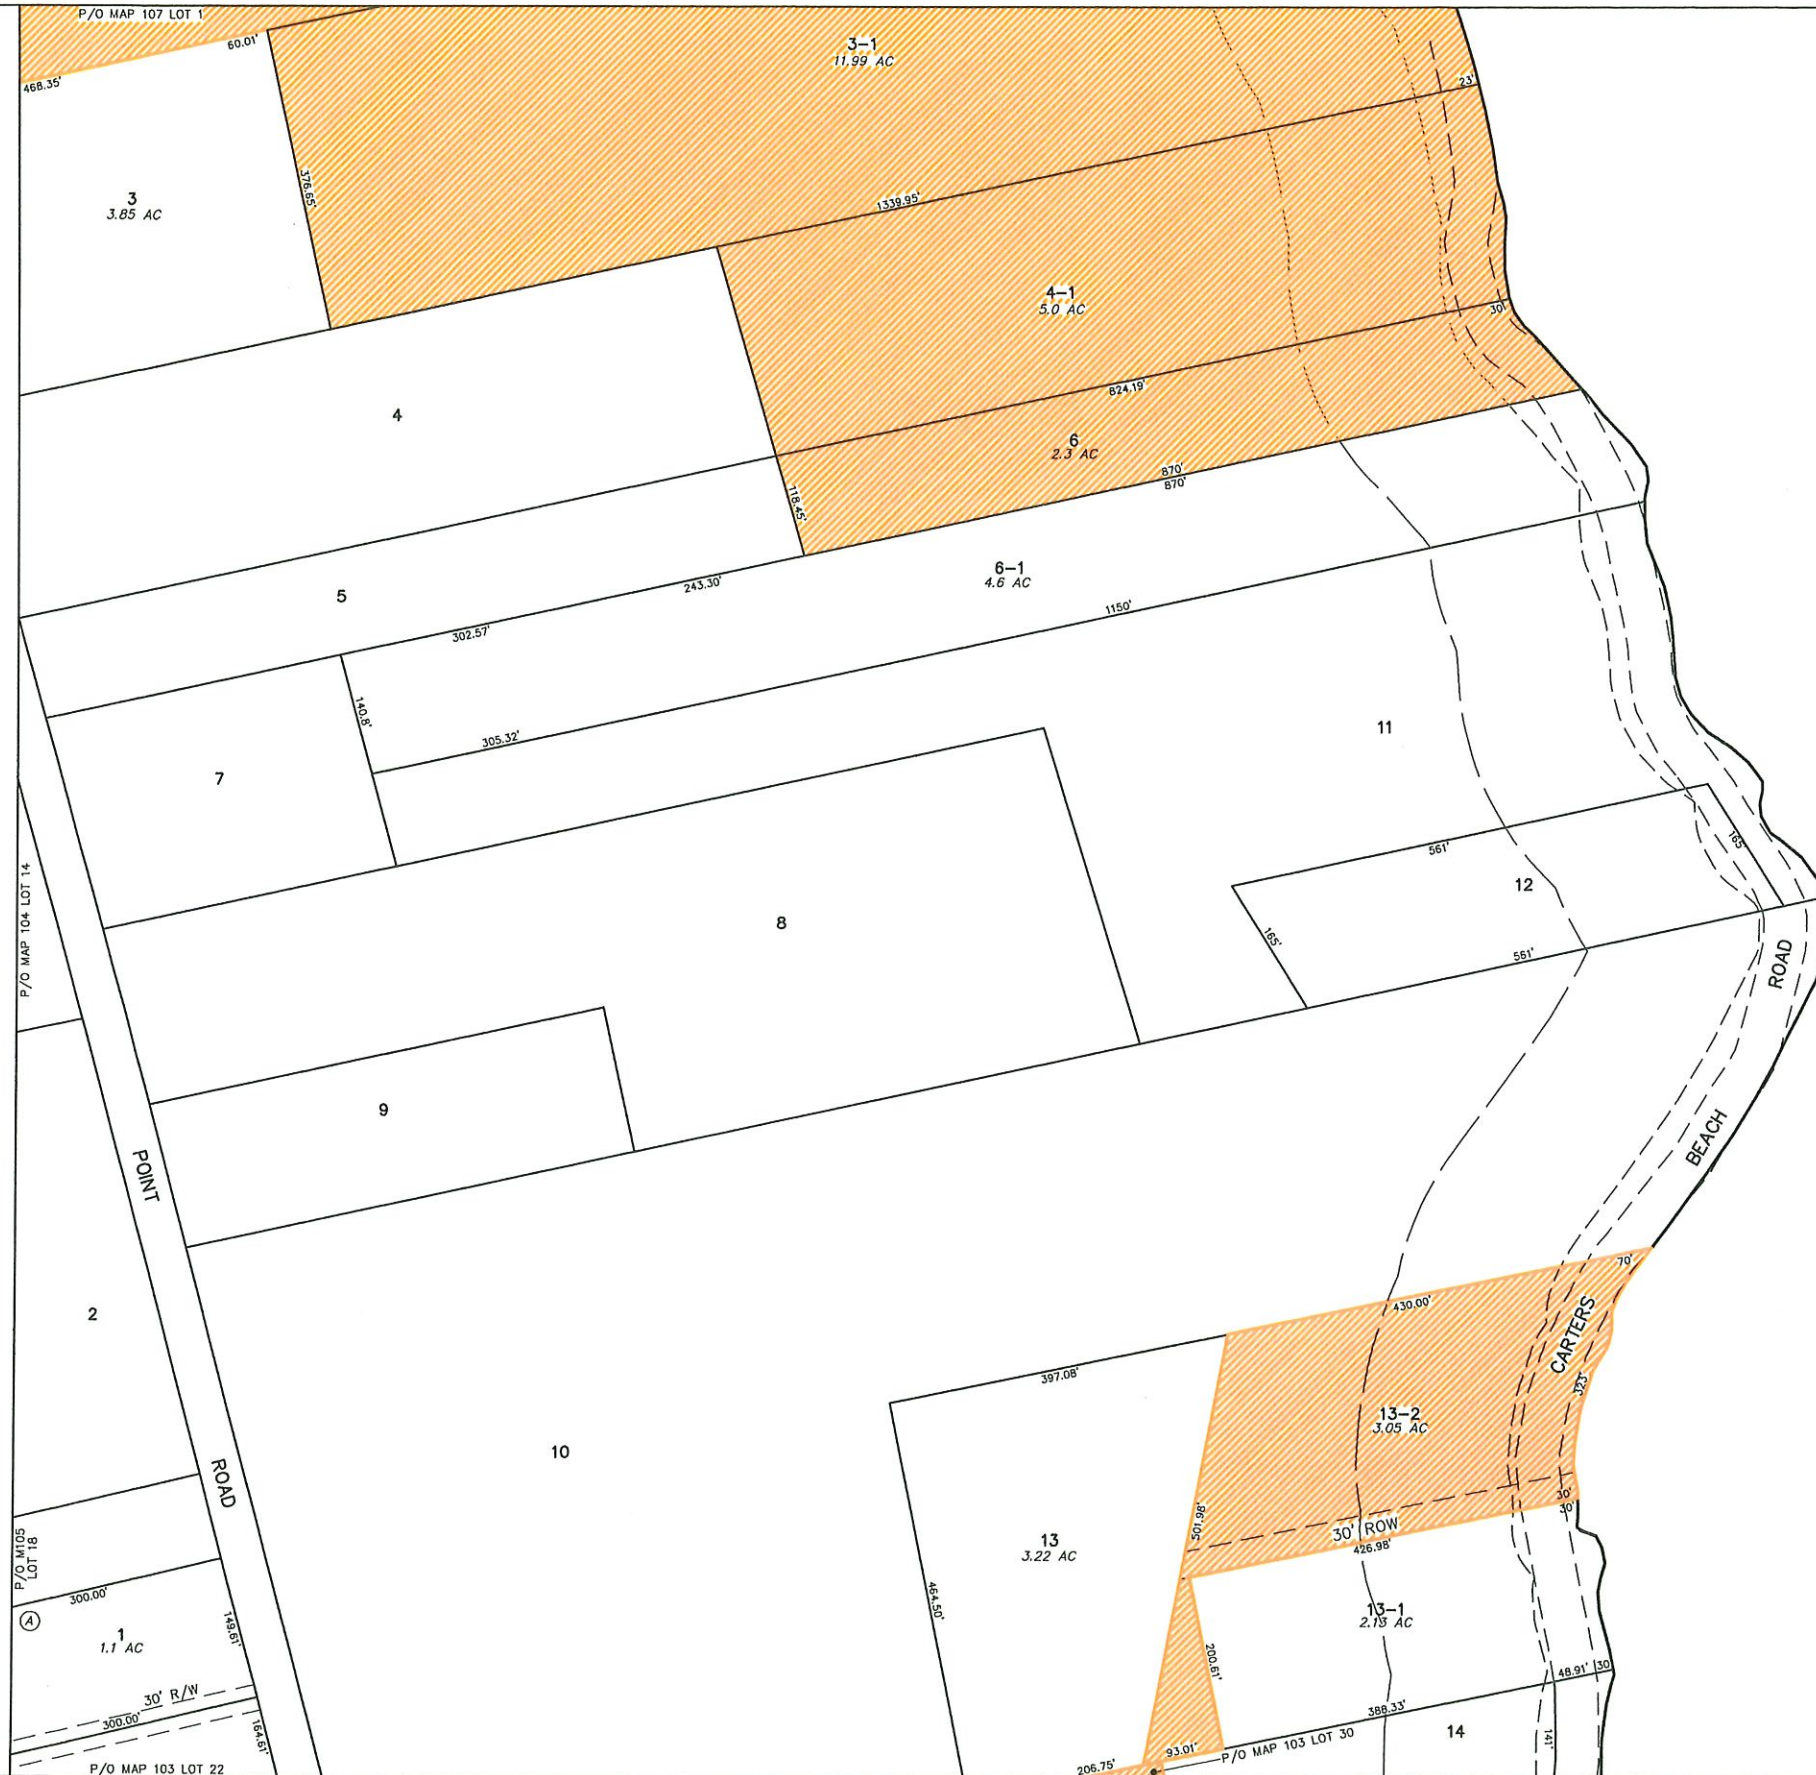 P/O MAP 107 LOT 1
60.01'
468.35'
3-1
11.99 AC
23'
376.65'
3
3.85 AC
1339.95'
4-1
5.0 AC
30'
824.19'
4
6
2.3 AC
870'
870'
118.45'
6-1
4.6 AC
243.30'
5
1150'
302.57'
140.8'
305.32'
11
7
165'
561'
12
P/O MAP 104 LOT 14
8
165'
561'
ROAD
9
BEACH
POINT
70'
430.00'
2
CARTERS
397.08'
323'
13-2
3.05 AC
10
ROAD
30'
30'
501.98'
30' ROW
426.98'
13
3.22 AC
P/O M105
LOT 18
300.00'
464.50'
A
149.61'
1
1.1 AC
13-1
2.13 AC
200.61'
48.91'
30
30' R/W
300.00'
164.61'
388.33'
14
141'
P/O MAP 103 LOT 30
93.01'
206.75'
P/O MAP 103 LOT 22